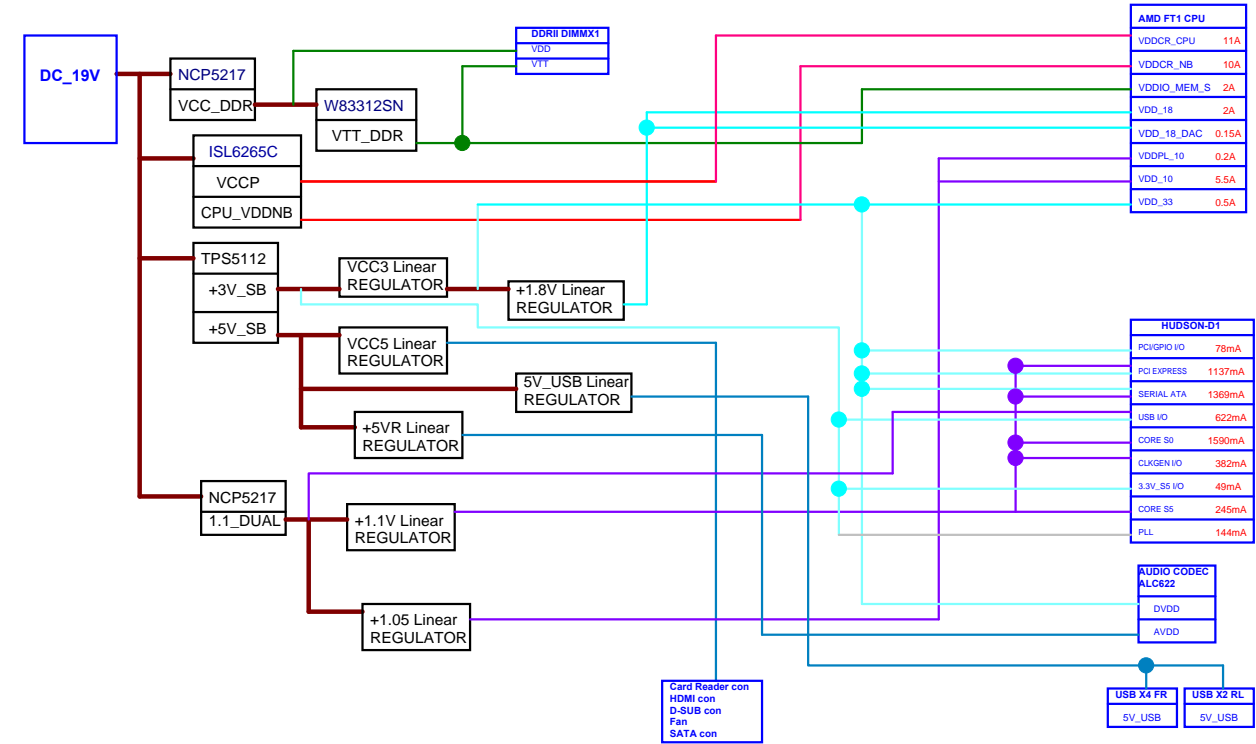 DC_19V
NCP5217
VCC_DDR
W83312SN
VTT_DDR
DDRII DIMMX1
VDD
VTT
ISL6265C
VCCP
CPU_VDDNB
TPS5112
+3V_SB
+5V_SB
VCC3 Linear
REGULATOR
+1.8V Linear
REGULATOR
VCC5 Linear
REGULATOR
5V_USB Linear
REGULATOR
+5VR Linear
REGULATOR
NCP5217
1.1_DUAL
+1.1V Linear
REGULATOR
+1.05 Linear
REGULATOR
AMD FT1 CPU
VDDCR_CPU 11A
VDDCR_NB 10A
VDDIO_MEM_S 2A
VDD_18 2A
VDD_18_DAC 0.15A
VDDPL_10 0.2A
VDD_10 5.5A
VDD_33 0.5A
HUDSON-D1
PCI/GPIO I/O 78mA
PCI EXPRESS 1137mA
SERIAL ATA 1369mA
USB I/O 622mA
CORE S0 1590mA
CLKGEN I/O 382mA
3.3V_S5 I/O 49mA
CORE S5 245mA
PLL 144mA
AUDIO CODEC
ALC622
DVDD
AVDD
Card Reader con
HDMI con
D-SUB con
Fan
SATA con
USB X4 FR
5V_USB
USB X2 RL
5V_USB